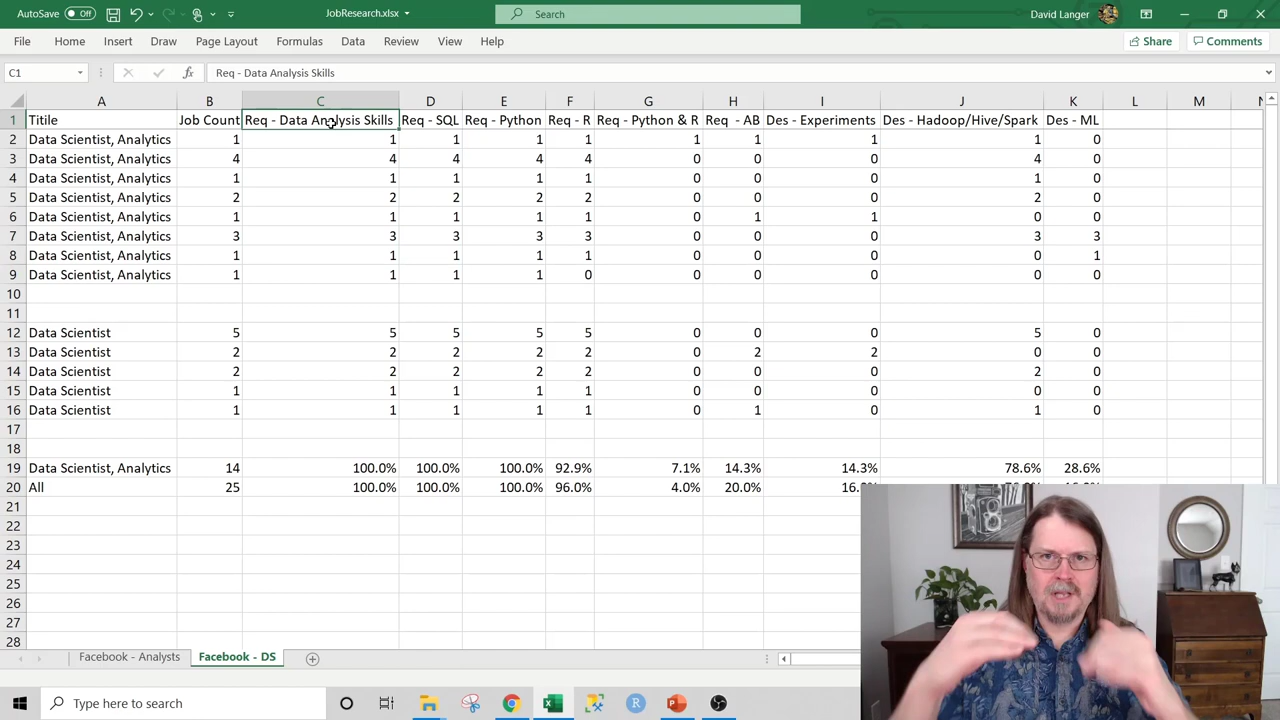 AutoSave Off JobResearch.xlsx Search David Langer
File Home Insert Draw Page Layout Formulas Data Review View Help Share Comments
C1 fx Req - Data Analysis Skills
A B C D E F G H I J K L M N
1 Titile Job Count Req - Data Analysis Skills Req - SQL Req - Python Req - R Req - Python & R Req - AB Des - Experiments Des - Hadoop/Hive/Spark Des - ML
2 Data Scientist, Analytics 1 1 1 1 1 1 1 1 1 0
3 Data Scientist, Analytics 4 4 4 4 4 0 0 0 4 0
4 Data Scientist, Analytics 1 1 1 1 1 0 0 0 1 0
5 Data Scientist, Analytics 2 2 2 2 2 0 0 0 2 0
6 Data Scientist, Analytics 1 1 1 1 1 0 1 1 0 0
7 Data Scientist, Analytics 3 3 3 3 3 0 0 0 3 3
8 Data Scientist, Analytics 1 1 1 1 1 0 0 0 0 1
9 Data Scientist, Analytics 1 1 1 1 0 0 0 0 0 0
10
11
12 Data Scientist 5 5 5 5 5 0 0 0 5 0
13 Data Scientist 2 2 2 2 2 0 2 2 0 0
14 Data Scientist 2 2 2 2 2 0 0 0 2 0
15 Data Scientist 1 1 1 1 1 0 0 0 0 0
16 Data Scientist 1 1 1 1 1 0 1 0 1 0
17
18
19 Data Scientist, Analytics 14 100.0% 100.0% 100.0% 92.9% 7.1% 14.3% 14.3% 78.6% 28.6%
20 All 25 100.0% 100.0% 100.0% 96.0% 4.0% 20.0% 16.
21
22
23
24
25
26
27
28
Facebook - Analysts Facebook - DS
Type here to search